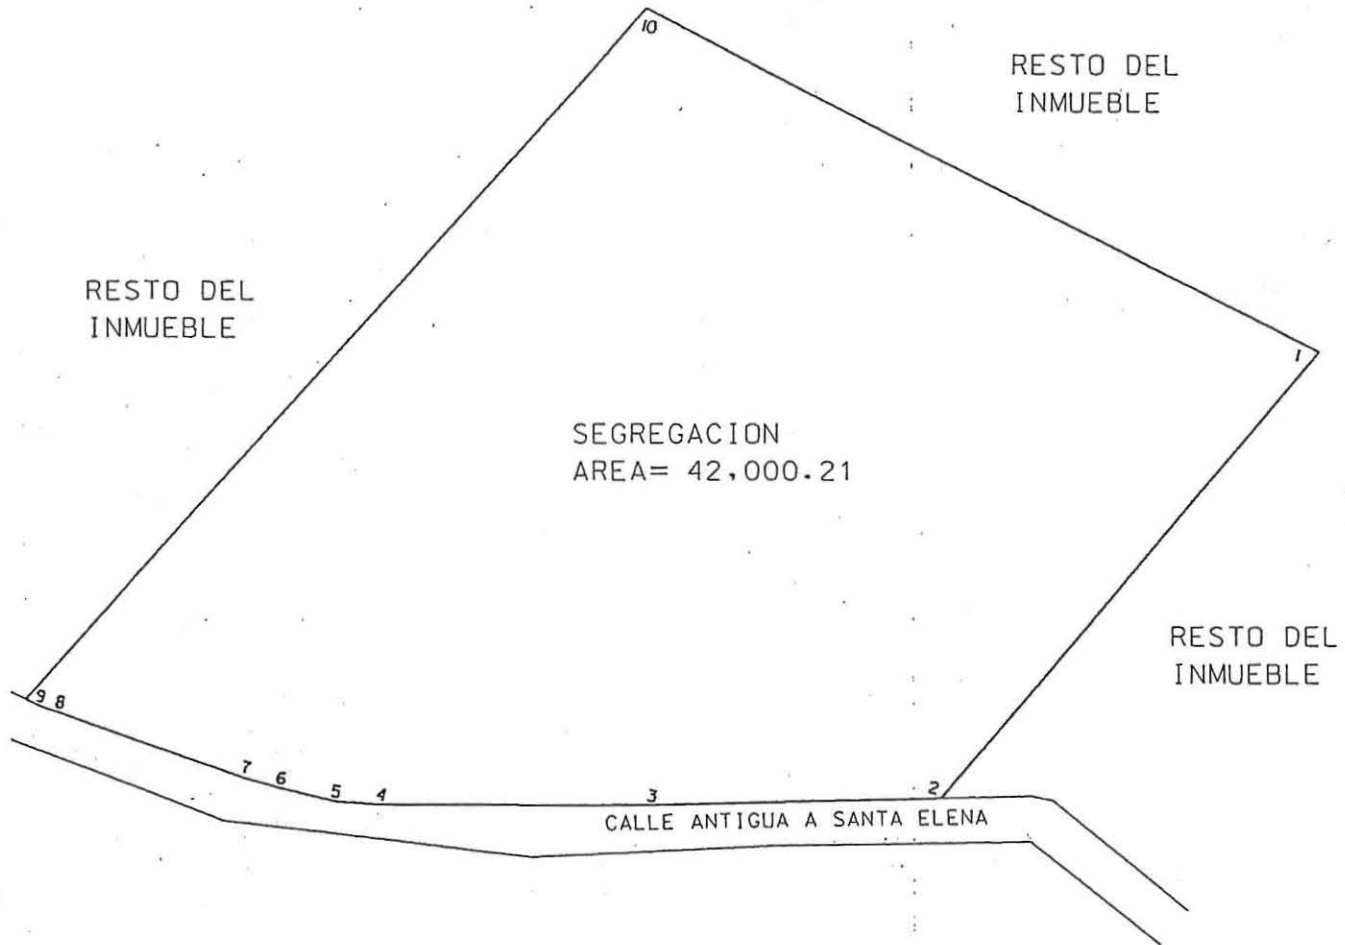 10
RESTO DEL
INMUEBLE
RESTO DEL
INMUEBLE
1
SEGREGACION
AREA= 42,000.21
RESTO DEL
INMUEBLE
9 8
7
6
5
4
3
2
CALLE ANTIGUA A SANTA ELENA